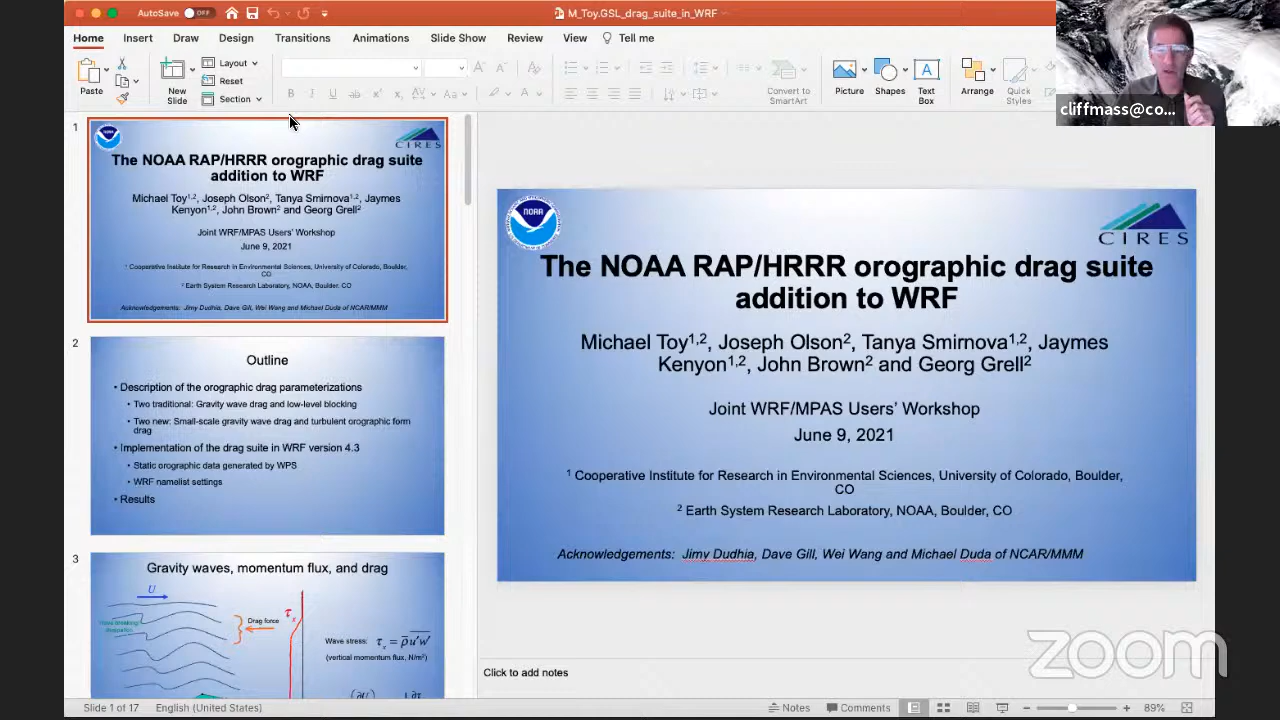 AutoSave OFF
M_Toy.GSL_drag_suite_in_WRF
Home Insert Draw Design Transitions Animations Slide Show Review View Tell me
Paste
New Slide
Layout
Reset
Section
Convert to SmartArt
Picture
Shapes
Text Box
Arrange
Quick Styles
cliffmass@co...
1
CIRES
The NOAA RAP/HRRR orographic drag suite
addition to WRF
Michael Toy1,2, Joseph Olson2, Tanya Smirnova1,2, Jaymes
Kenyon1,2, John Brown2 and Georg Grell2
Joint WRF/MPAS Users' Workshop
June 9, 2021
1 Cooperative Institute for Research in Environmental Sciences, University of Colorado, Boulder,
CO
2 Earth System Research Laboratory, NOAA, Boulder, CO
Acknowledgements: Jimy Dudhia, Dave Gill, Wei Wang and Michael Duda of NCAR/MMM
2
Outline
• Description of the orographic drag parameterizations
• Two traditional: Gravity wave drag and low-level blocking
• Two new: Small-scale gravity wave drag and turbulent orographic form
drag
• Implementation of the drag suite in WRF version 4.3
• Static orographic data generated by WPS
• WRF namelist settings
• Results
3
Gravity waves, momentum flux, and drag
U
Drag force
τx
Wave stress: τx = ρ̅ u'w'
(vertical momentum flux, N/m²)
NOAA
CIRES
The NOAA RAP/HRRR orographic drag suite
addition to WRF
Michael Toy1,2, Joseph Olson2, Tanya Smirnova1,2, Jaymes
Kenyon1,2, John Brown2 and Georg Grell2
Joint WRF/MPAS Users' Workshop
June 9, 2021
1 Cooperative Institute for Research in Environmental Sciences, University of Colorado, Boulder,
CO
2 Earth System Research Laboratory, NOAA, Boulder, CO
Acknowledgements: Jimy Dudhia, Dave Gill, Wei Wang and Michael Duda of NCAR/MMM
zoom
Click to add notes
Slide 1 of 17 English (United States) Notes Comments 89%